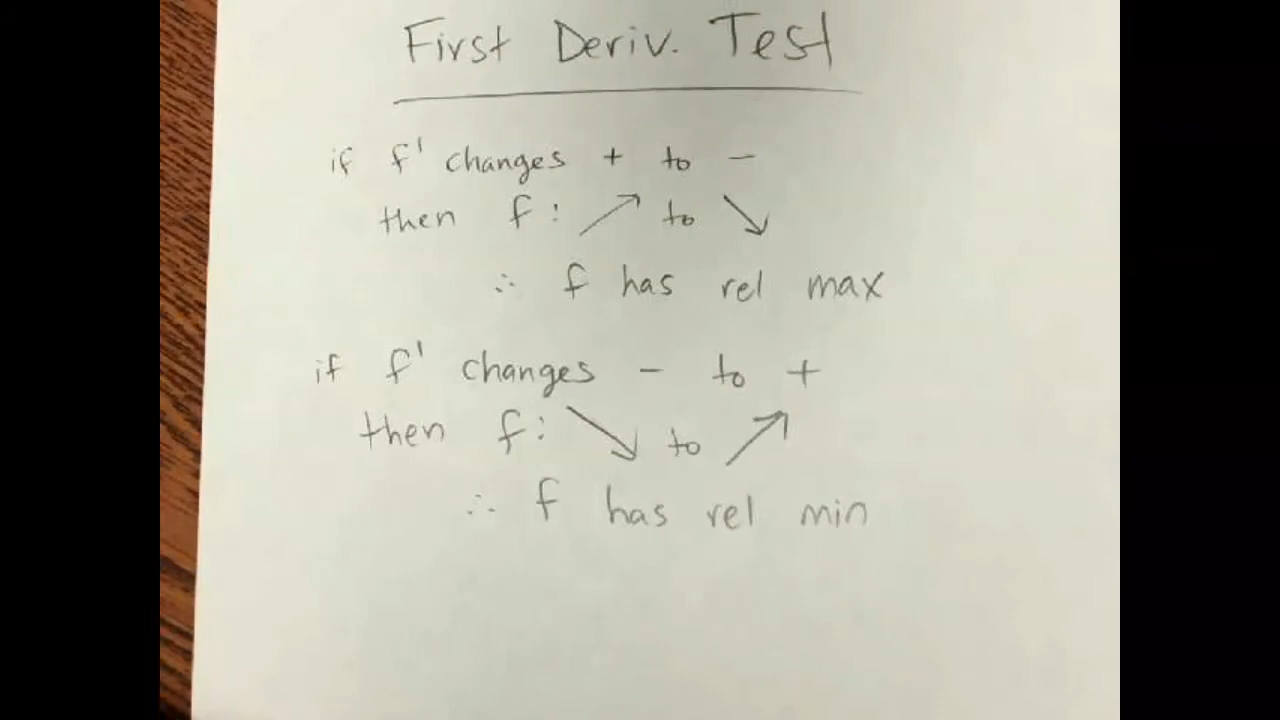 First Deriv. Test
if f' changes + to −
then f: ↗ to ↘
∴ f has rel max
if f' changes − to +
then f: ↘ to ↗
∴ f has rel min